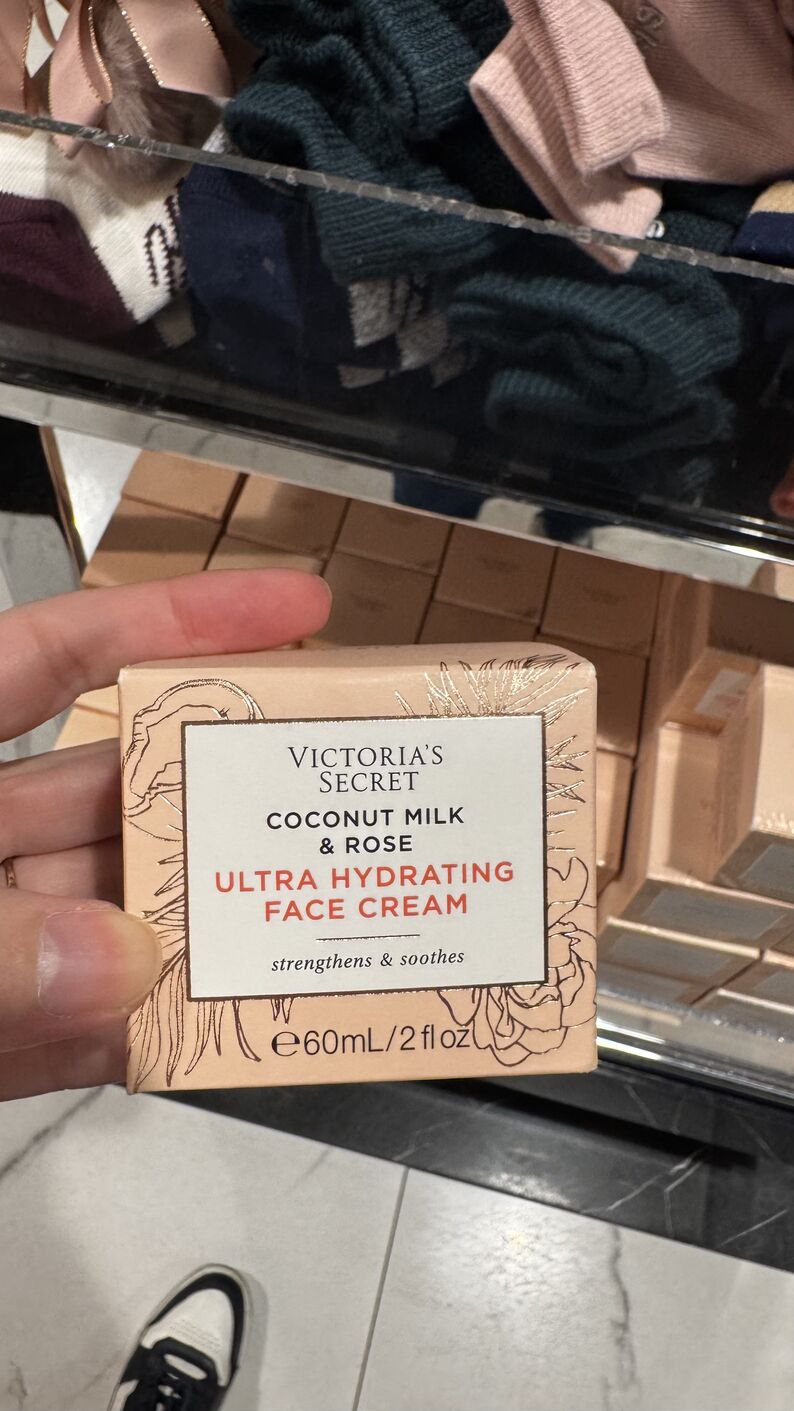 VICTORIA'S
SECRET
COCONUT MILK
& ROSE
ULTRA HYDRATING
FACE CREAM
strengthens & soothes
℮60mL/2 fl oz